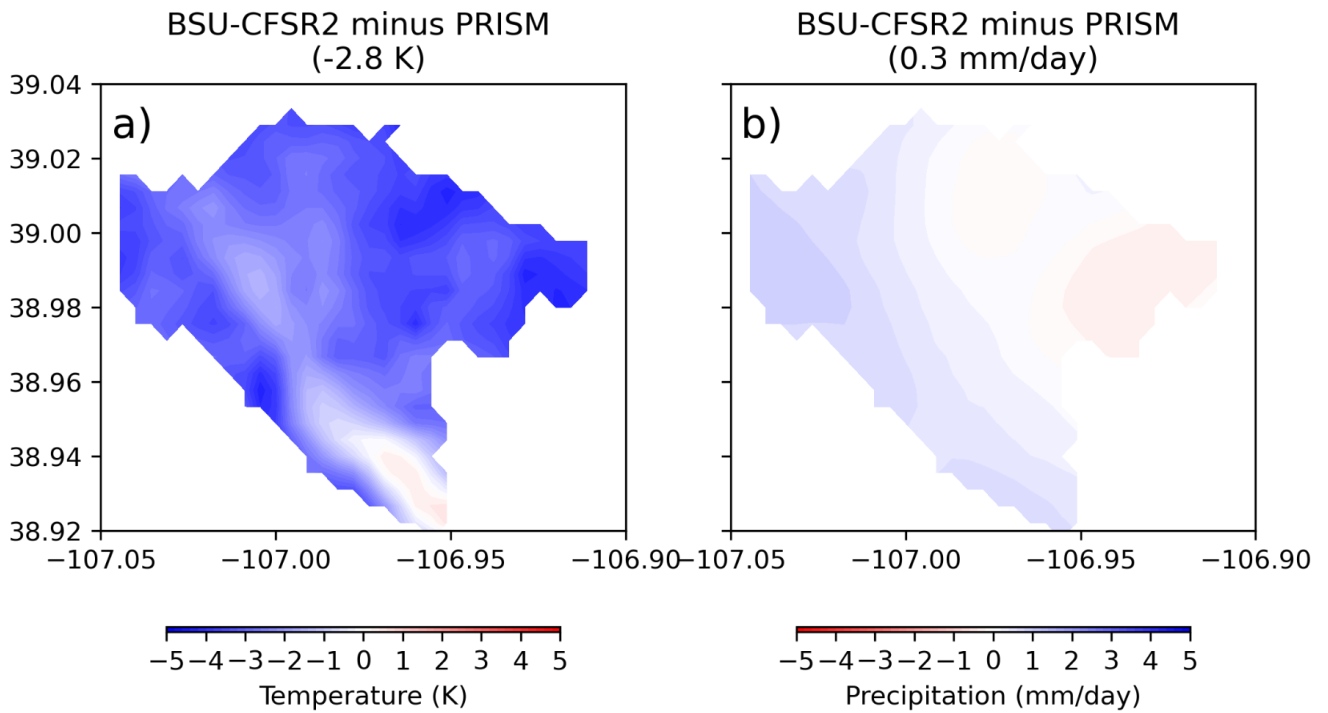 BSU-CFSR2 minus PRISM
(-2.8 K)
BSU-CFSR2 minus PRISM
(0.3 mm/day)
a)
b)
39.04
39.02
39.00
38.98
38.96
38.94
38.92
−107.05 −107.00 −106.95 −106.90
−107.05 −107.00 −106.95 −106.90
−5 −4 −3 −2 −1 0 1 2 3 4 5
Temperature (K)
−5 −4 −3 −2 −1 0 1 2 3 4 5
Precipitation (mm/day)